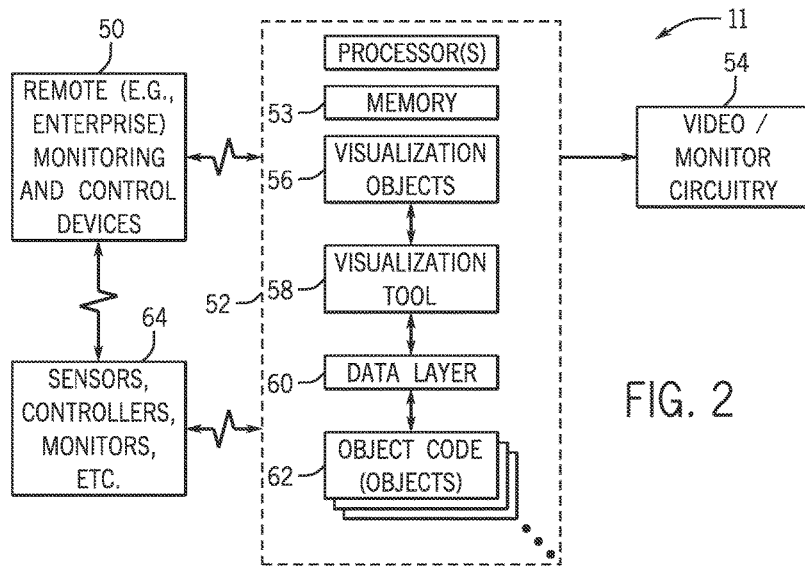 50
REMOTE (E.G.,
ENTERPRISE)
MONITORING
AND CONTROL
DEVICES
64
SENSORS,
CONTROLLERS,
MONITORS,
ETC.
52
PROCESSOR(S)
53
MEMORY
56
VISUALIZATION
OBJECTS
58
VISUALIZATION
TOOL
60
DATA LAYER
62
OBJECT CODE
(OBJECTS)
11
54
VIDEO /
MONITOR
CIRCUITRY
FIG. 2